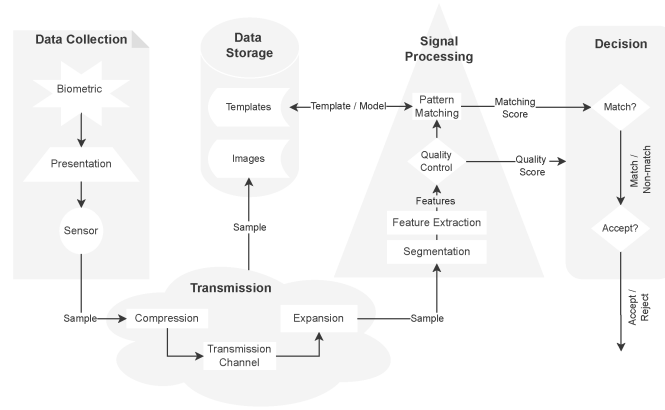 Data Collection
Biometric
Presentation
Sensor
Sample
Data
Storage
Templates
Images
Sample
Template / Model
Transmission
Compression
Transmission
Channel
Expansion
Sample
Signal
Processing
Pattern
Matching
Quality
Control
Features
Feature Extraction
Segmentation
Matching
Score
Quality
Score
Decision
Match?
Match /
Non-match
Accept?
Accept /
Reject